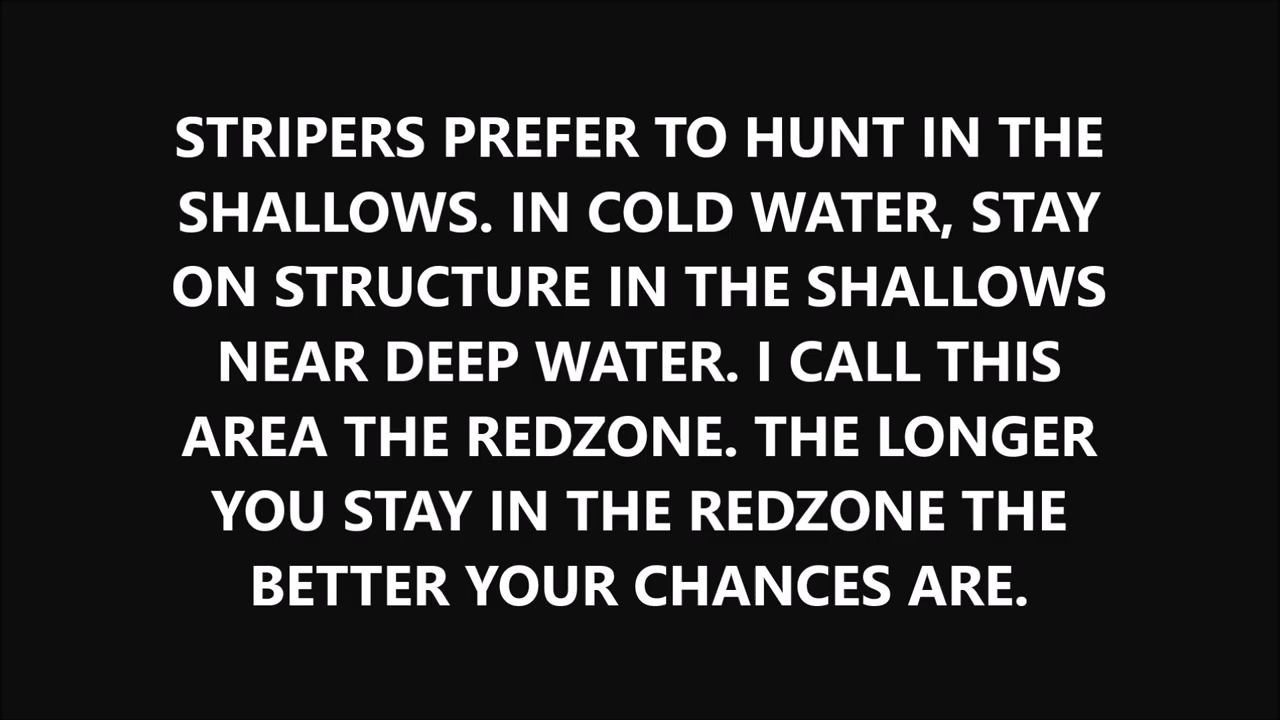 STRIPERS PREFER TO HUNT IN THE
SHALLOWS. IN COLD WATER, STAY
ON STRUCTURE IN THE SHALLOWS
NEAR DEEP WATER. I CALL THIS
AREA THE REDZONE. THE LONGER
YOU STAY IN THE REDZONE THE
BETTER YOUR CHANCES ARE.